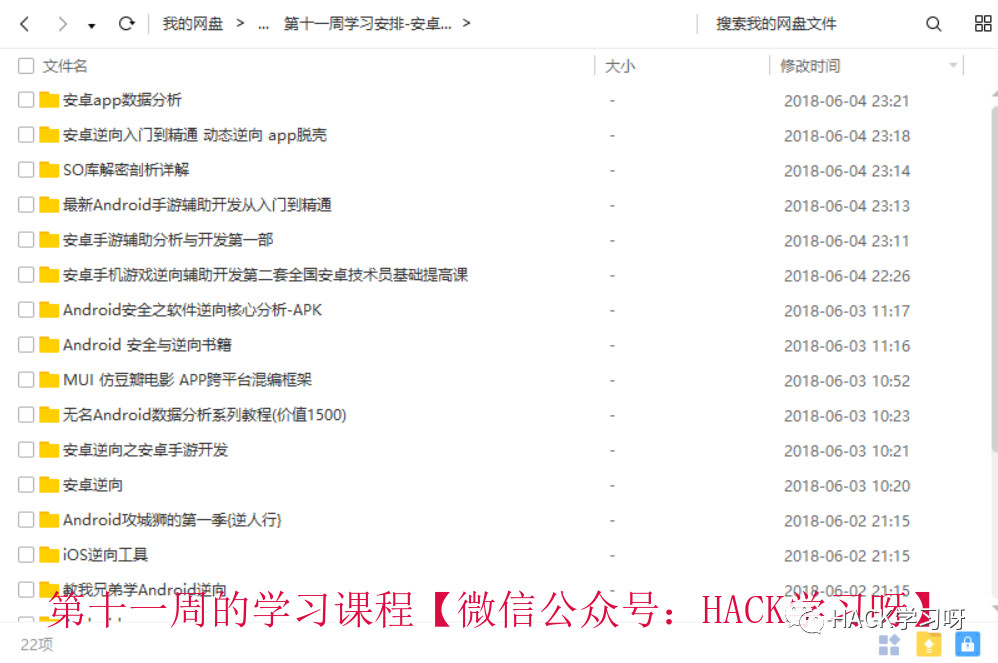 我的网盘 > ... 第十一周学习安排-安卓... > 搜索我的网盘文件
文件名 大小 修改时间
安卓app数据分析 - 2018-06-04 23:21
安卓逆向入门到精通 动态逆向 app脱壳 - 2018-06-04 23:18
SO库解密剖析详解 - 2018-06-04 23:14
最新Android手游辅助开发从入门到精通 - 2018-06-04 23:13
安卓手游辅助分析与开发第一部 - 2018-06-04 23:11
安卓手机游戏逆向辅助开发第二套全国安卓技术员基础提高课 - 2018-06-04 22:26
Android安全之软件逆向核心分析-APK - 2018-06-03 11:17
Android 安全与逆向书籍 - 2018-06-03 11:16
MUI 仿豆瓣电影 APP跨平台混编框架 - 2018-06-03 10:52
无名Android数据分析系列教程(价值1500) - 2018-06-03 10:23
安卓逆向之安卓手游开发 - 2018-06-03 10:21
安卓逆向 - 2018-06-03 10:20
Android攻城狮的第一季{逆人行} - 2018-06-02 21:15
iOS逆向工具 - 2018-06-02 21:15
教我兄弟学Android逆向 - 2018-06-02 21:15
第十一周的学习课程【微信公众号：HACK学习呀】
HACK学习呀
22项